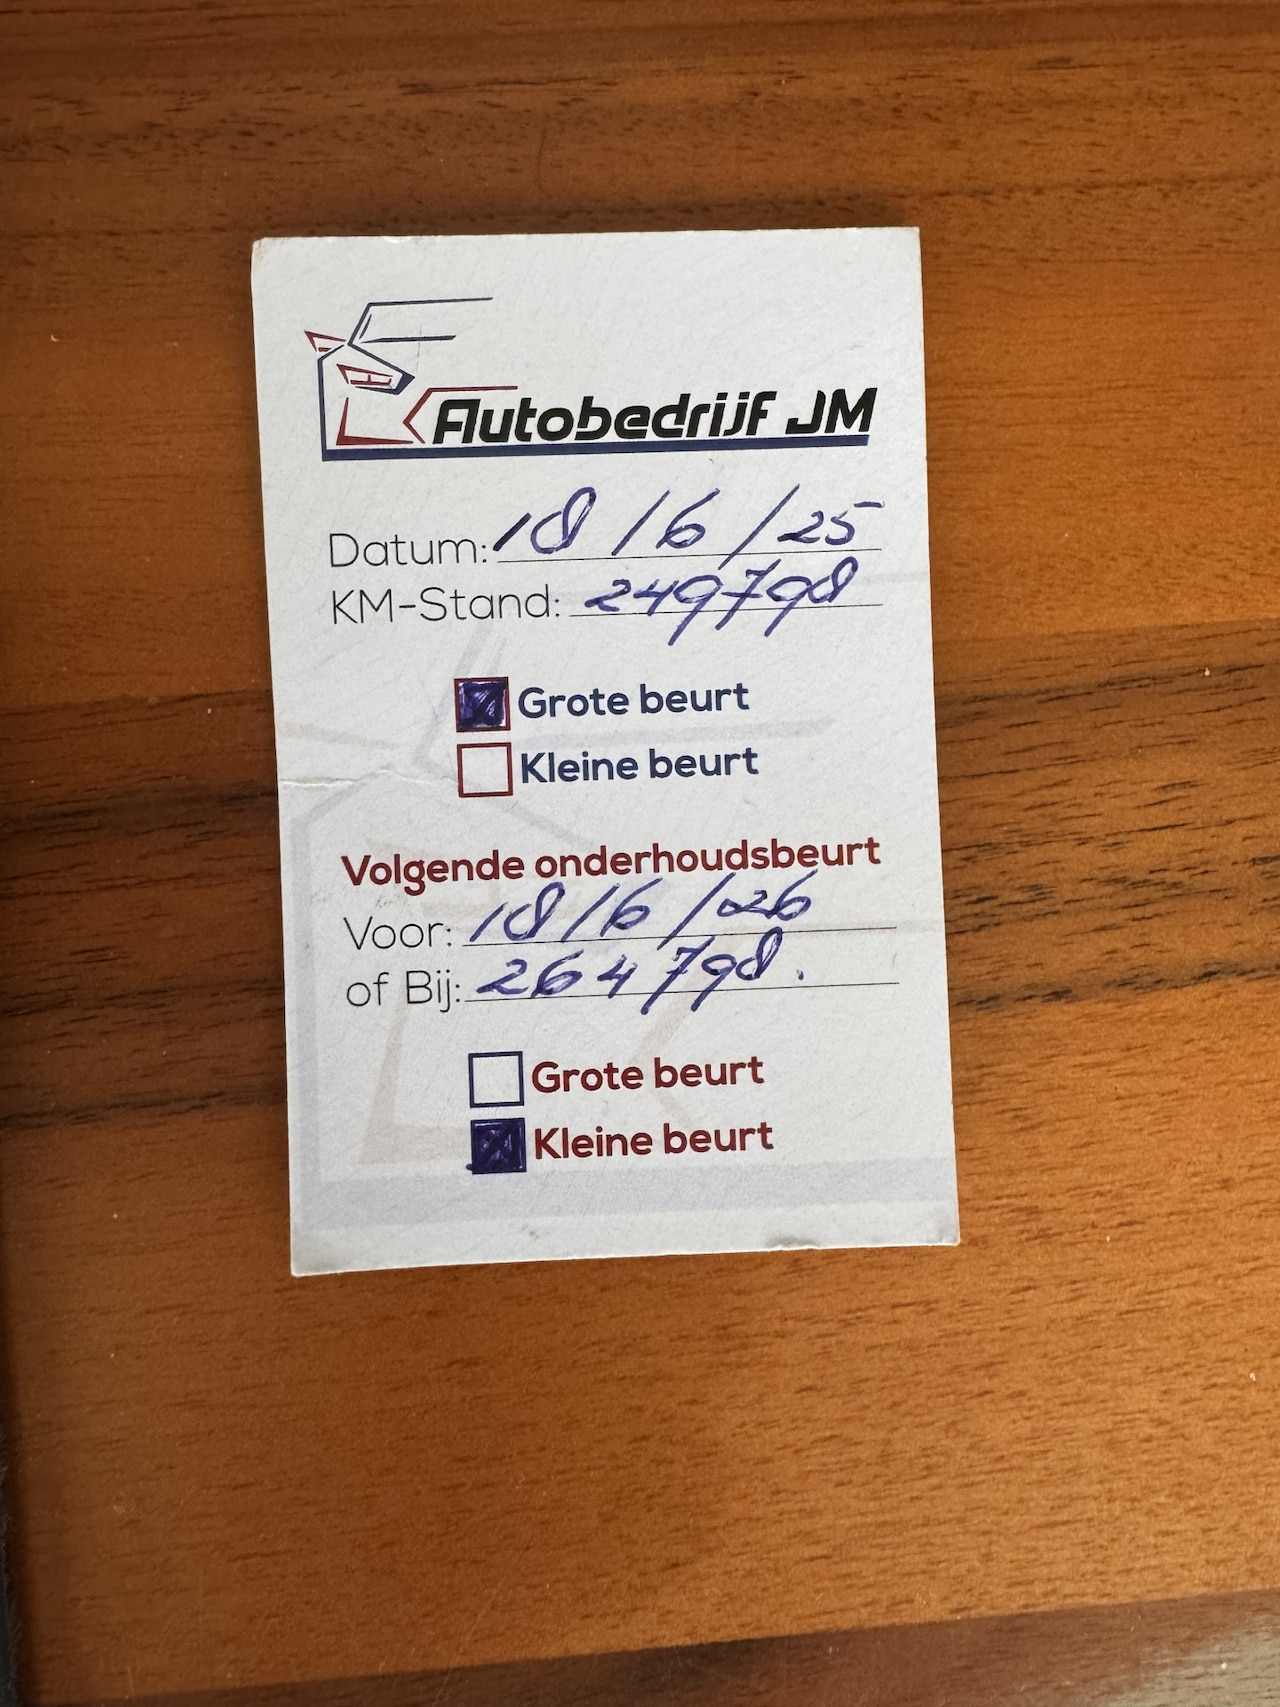 Autobedrijf JM
Datum: 18/6/25
KM-Stand: 249798
Grote beurt
Kleine beurt
Volgende onderhoudsbeurt
Voor: 18/6/26
of Bij: 264798.
Grote beurt
Kleine beurt